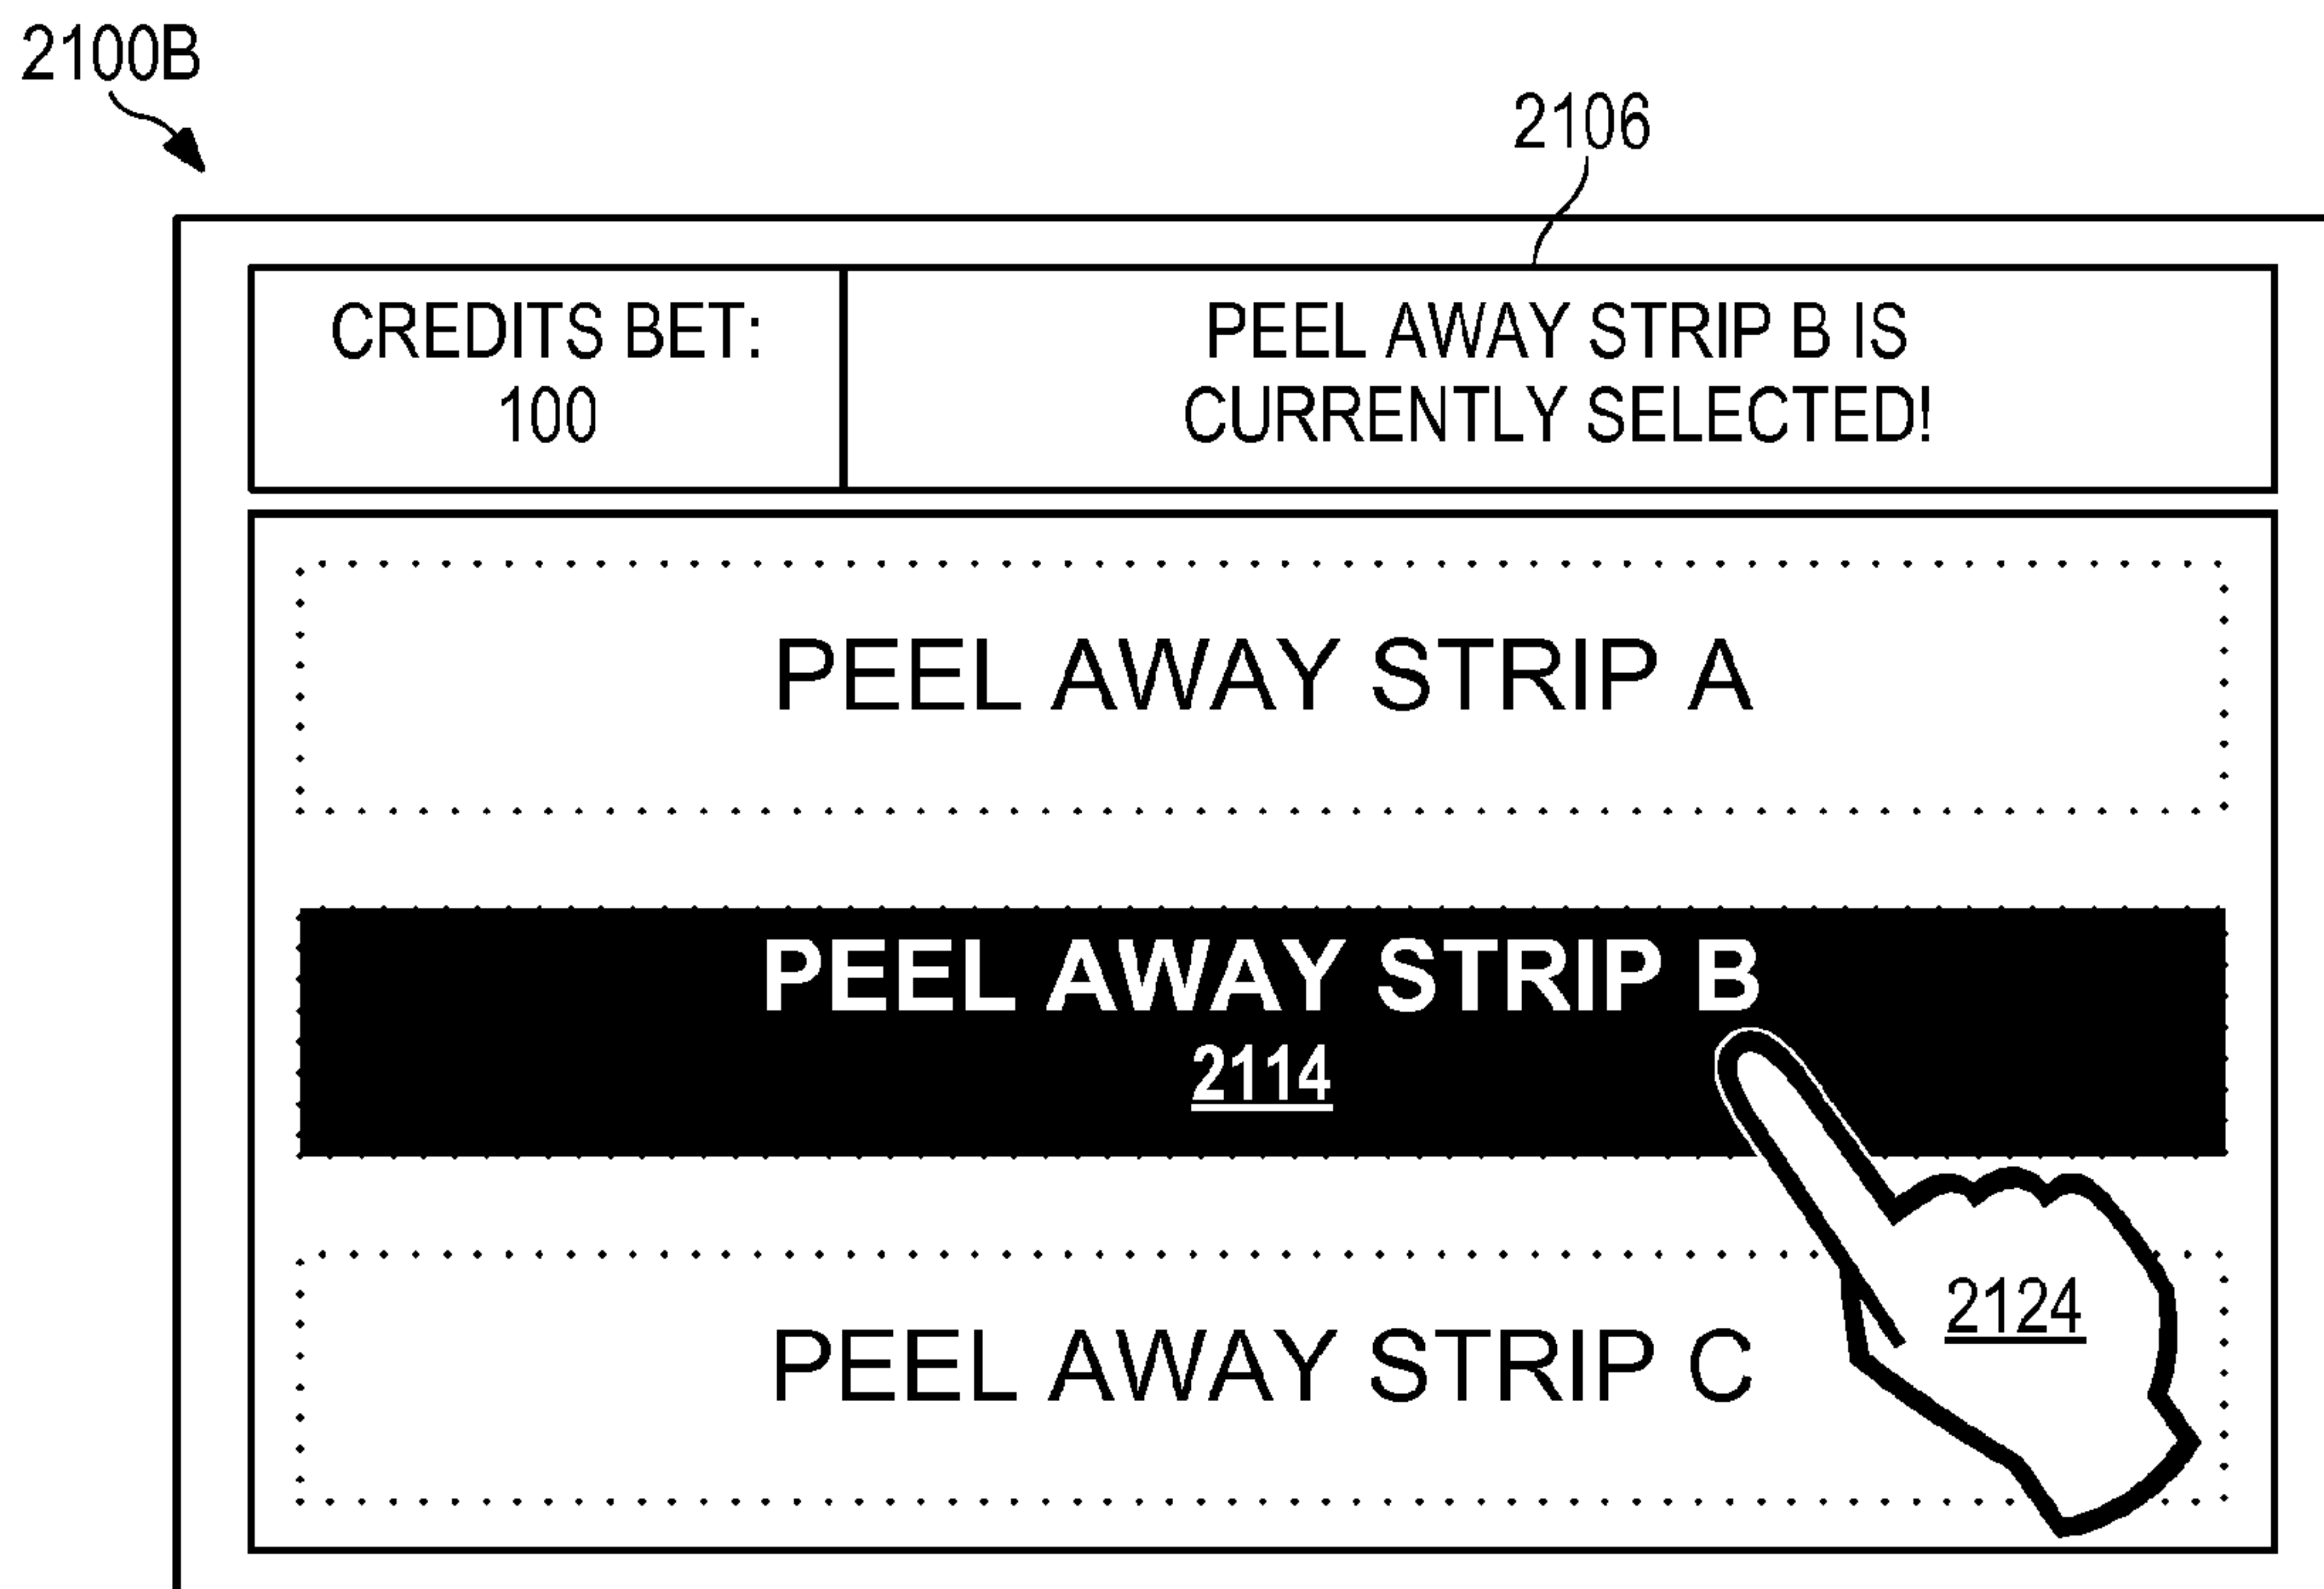 2100B
2106
CREDITS BET:
100
PEEL AWAY STRIP B IS
CURRENTLY SELECTED!
PEEL AWAY STRIP A
PEEL AWAY STRIP B
2114
2124
PEEL AWAY STRIP C